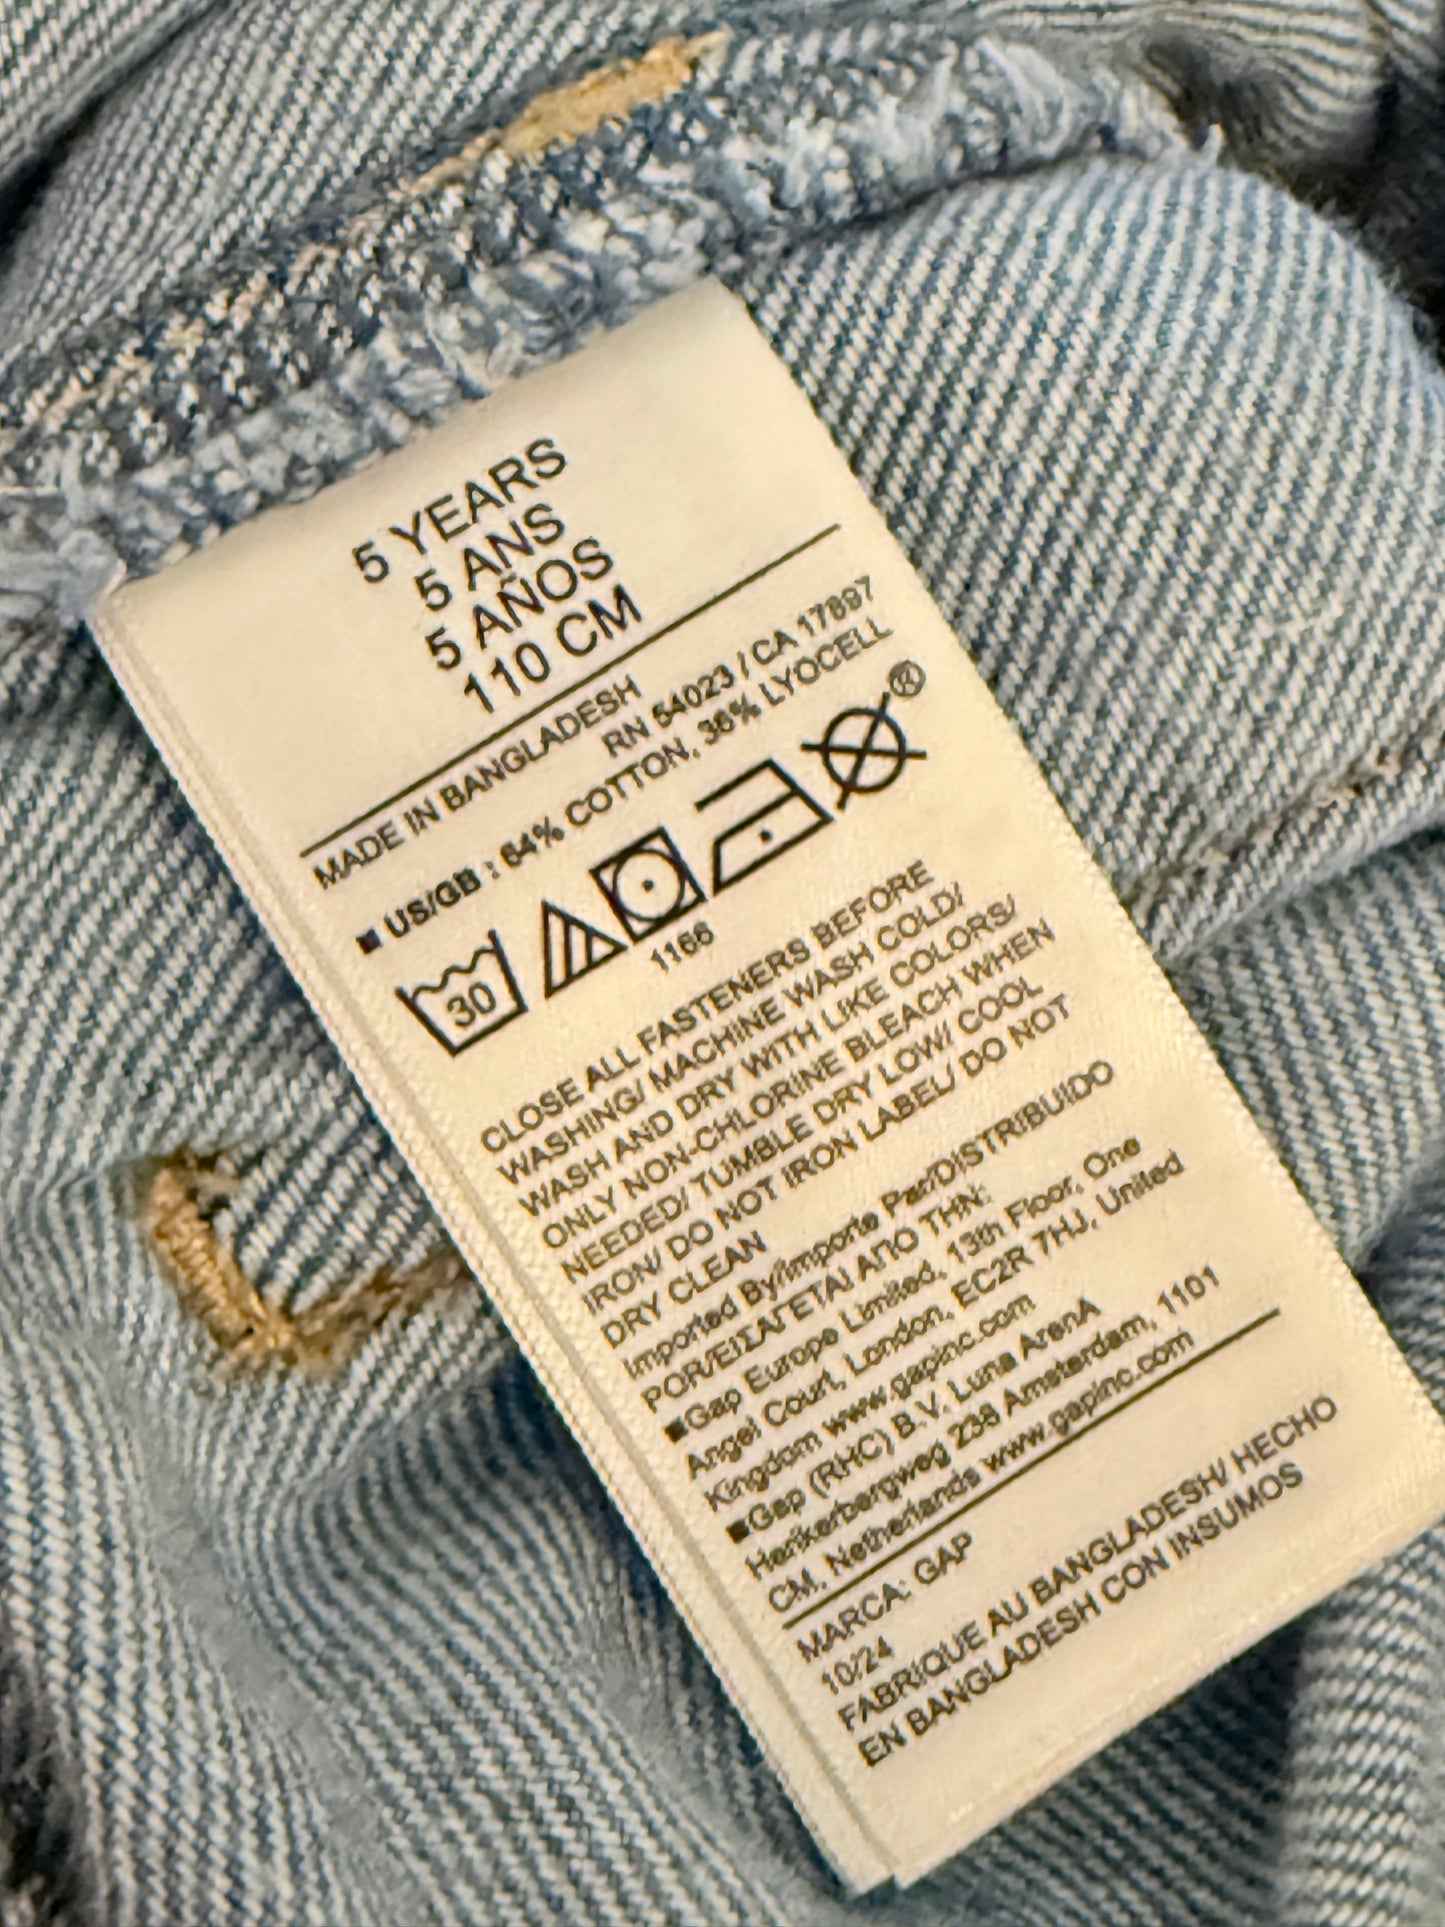 5 YEARS
5 ANS
5 AÑOS
110 CM
MADE IN BANGLADESH
RN 54023 / CA 17897
■ US/GB : 64% COTTON, 36% LYOCELL
30
®
1166
CLOSE ALL FASTENERS BEFORE
WASHING/ MACHINE WASH COLD/
WASH AND DRY WITH LIKE COLORS/
ONLY NON-CHLORINE BLEACH WHEN
NEEDED/ TUMBLE DRY LOW/ COOL
IRON/ DO NOT IRON LABEL/ DO NOT
DRY CLEAN
Imported By/Importe Par/DISTRIBUIDO
POR/ΕΙΣΑΓΕΤΑΙ ΑΠΟ ΤΗΝ:
■Gap Europe Limited, 13th Floor, One
Angel Court, London, EC2R 7HJ, United
Kingdom www.gapinc.com
■Gap (RHC) B.V. Luna ArenA
Herikerbergweg 238 Amsterdam, 1101
CM, Netherlands www.gapinc.com
MARCA: GAP
10/24
FABRIQUE AU BANGLADESH/ HECHO
EN BANGLADESH CON INSUMOS